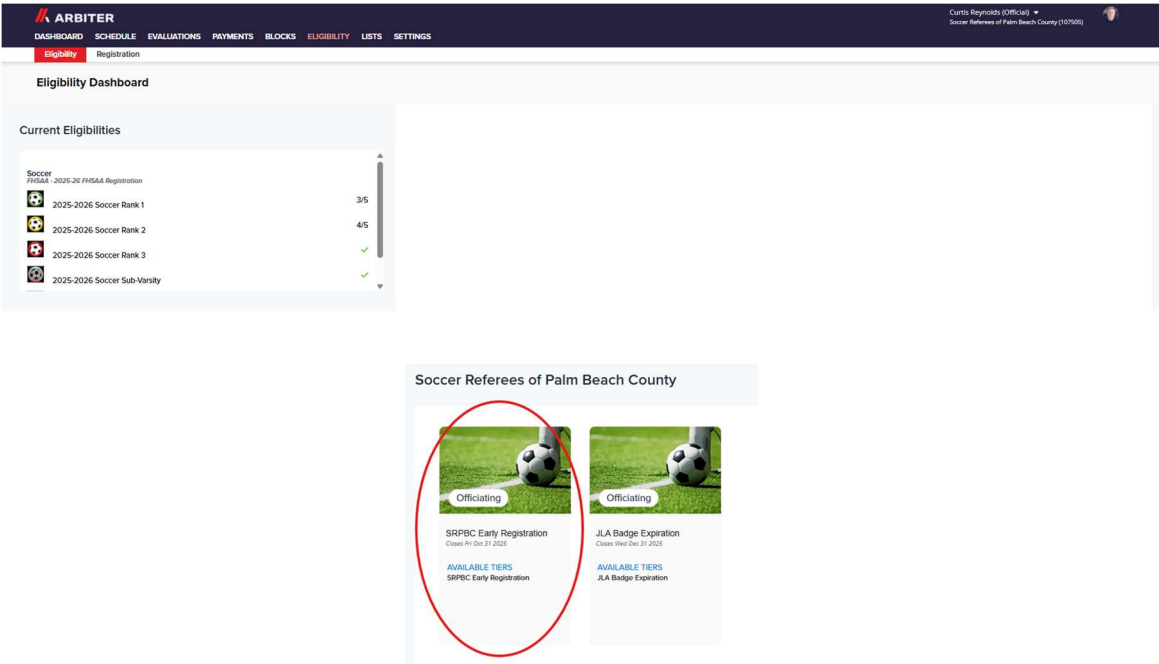 ARBITER
Curtis Reynolds (Official)
Soccer Referees of Palm Beach County (107505)
DASHBOARD SCHEDULE EVALUATIONS PAYMENTS BLOCKS ELIGIBILITY LISTS SETTINGS
Eligibility Registration
Eligibility Dashboard
Current Eligibilities
Soccer
FHSAA - 2025-26 FHSAA Registration
2025-2026 Soccer Rank 1 3/5
2025-2026 Soccer Rank 2 4/5
2025-2026 Soccer Rank 3
2025-2026 Soccer Sub-Varsity
Soccer Referees of Palm Beach County
Officiating
SRPBC Early Registration
Closes Fri Oct 31 2025
AVAILABLE TIERS
SRPBC Early Registration
Officiating
JLA Badge Expiration
Closes Wed Dec 31 2025
AVAILABLE TIERS
JLA Badge Expiration